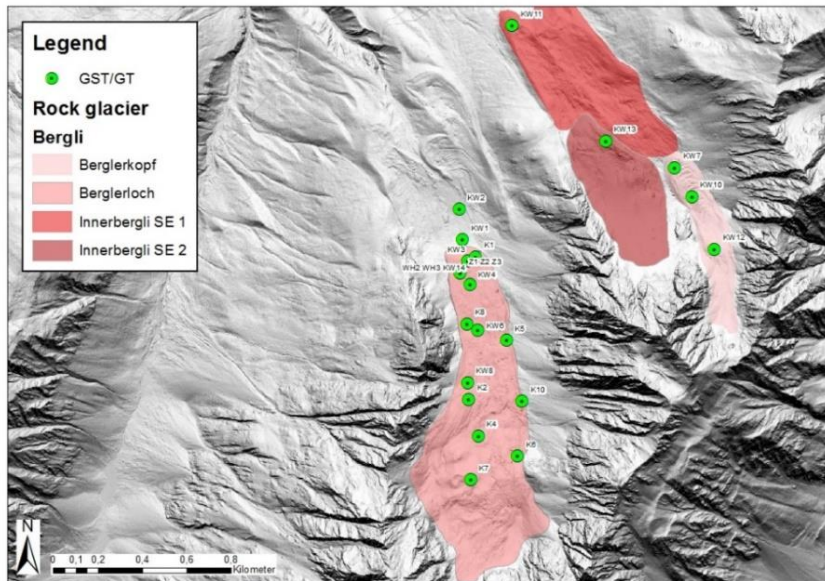 Legend
GST/GT
Rock glacier
Bergli
Berglerkopf
Berglerloch
Innerbergli SE 1
Innerbergli SE 2
KW11
KW13
KW7
KW10
KW2
KW12
KW1
KW3 K1
WH2 WH3 KW14 Z1 Z2 Z3
KW4
K8
KW6
K5
KW8
K2
K10
K4
K6
K7
N
0 0,1 0,2 0,4 0,6 0,8
Kilometer